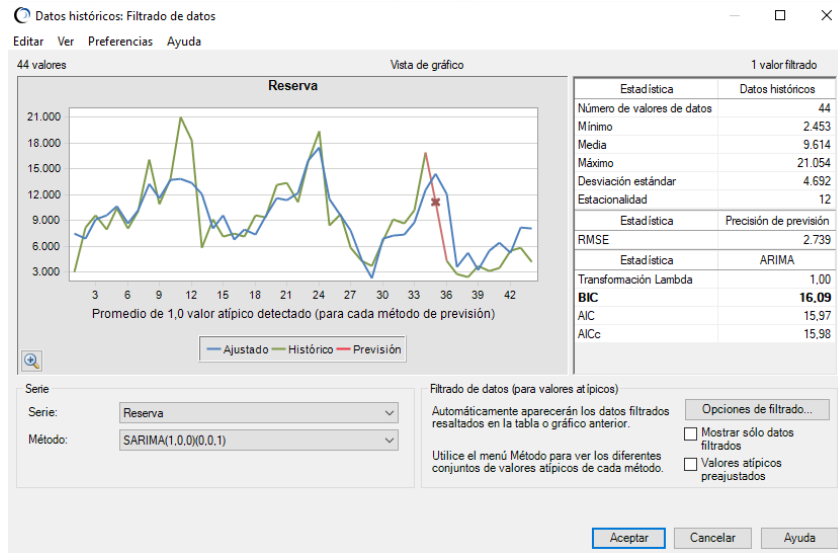 Datos históricos: Filtrado de datos
Editar Ver Preferencias Ayuda
44 valores Vista de gráfico 1 valor filtrado
Reserva
21.000
18.000
15.000
12.000
9.000
6.000
3.000
3 6 9 12 15 18 21 24 27 30 33 36 39 42
Promedio de 1,0 valor atípico detectado (para cada método de previsión)
Ajustado Histórico Previsión
Estadística Datos históricos
Número de valores de datos 44
Mínimo 2.453
Media 9.614
Máximo 21.054
Desviación estándar 4.692
Estacionalidad 12
Estadística Precisión de previsión
RMSE 2.739
Estadística ARIMA
Transformación Lambda 1,00
BIC 16,09
AIC 15,97
AICc 15,98
Serie
Serie: Reserva
Método: SARIMA(1,0,0)(0,0,1)
Filtrado de datos (para valores atípicos)
Automáticamente aparecerán los datos filtrados
resaltados en la tabla o gráfico anterior.
Utilice el menú Método para ver los diferentes
conjuntos de valores atípicos de cada método.
Opciones de filtrado...
Mostrar sólo datos
filtrados
Valores atípicos
preajustados
Aceptar Cancelar Ayuda